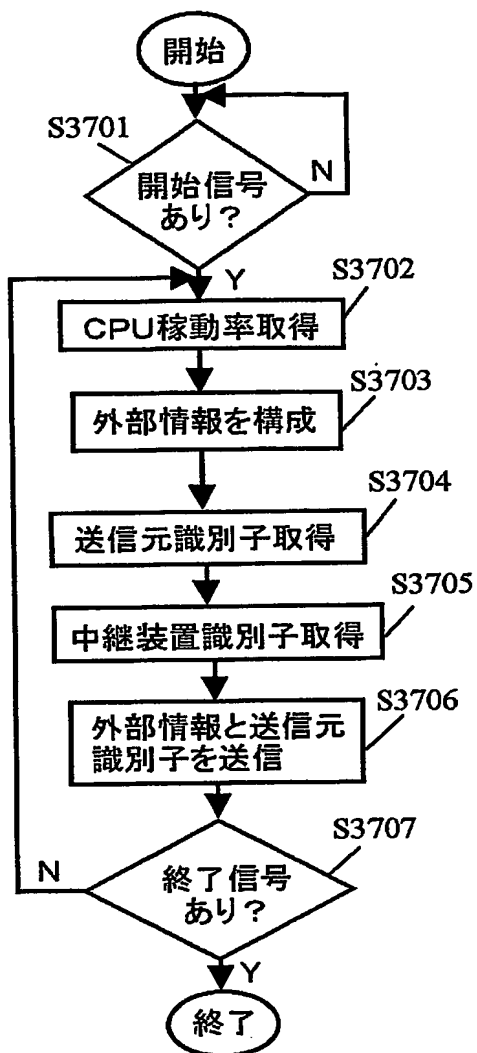 開始
S3701
開始信号
あり?
N
Y
S3702
CPU稼動率取得
S3703
外部情報を構成
S3704
送信元識別子取得
S3705
中継装置識別子取得
S3706
外部情報と送信元
識別子を送信
S3707
終了信号
あり?
N
Y
終了